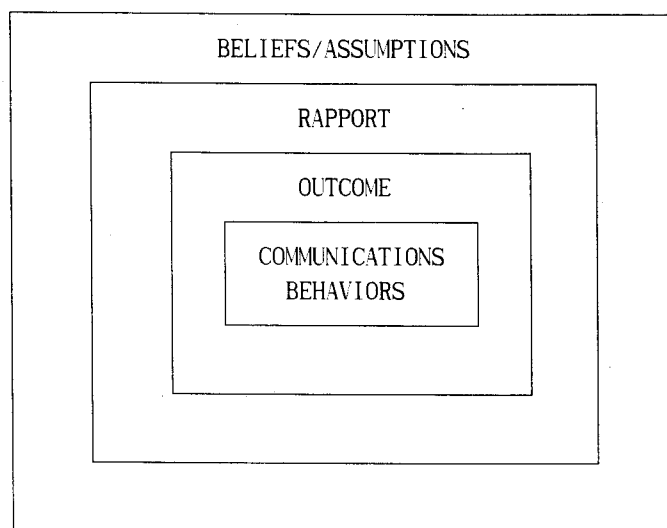 BELIEFS/ASSUMPTIONS
RAPPORT
OUTCOME
COMMUNICATIONS
BEHAVIORS